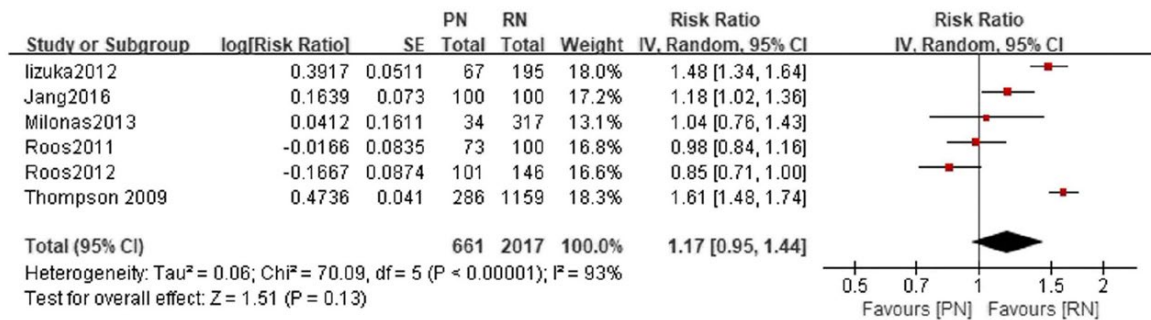 PN RN Risk Ratio Risk Ratio
Study or Subgroup log[Risk Ratio] SE Total Total Weight IV, Random, 95% CI IV, Random, 95% CI
Iizuka2012 0.3917 0.0511 67 195 18.0% 1.48 [1.34, 1.64]
Jang2016 0.1639 0.073 100 100 17.2% 1.18 [1.02, 1.36]
Milonas2013 0.0412 0.1611 34 317 13.1% 1.04 [0.76, 1.43]
Roos2011 -0.0166 0.0835 73 100 16.8% 0.98 [0.84, 1.16]
Roos2012 -0.1667 0.0874 101 146 16.6% 0.85 [0.71, 1.00]
Thompson 2009 0.4736 0.041 286 1159 18.3% 1.61 [1.48, 1.74]
Total (95% CI) 661 2017 100.0% 1.17 [0.95, 1.44]
Heterogeneity: Tau² = 0.06; Chi² = 70.09, df = 5 (P < 0.00001); I² = 93%
Test for overall effect: Z = 1.51 (P = 0.13)
0.5 0.7 1 1.5 2
Favours [PN] Favours [RN]